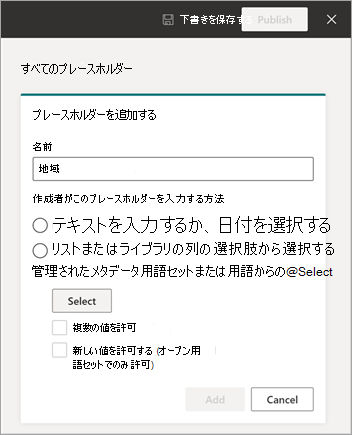 下書きを保存す Publish
すべてのプレースホルダー
プレースホルダーを追加する
名前
地域
作成者がこのプレースホルダーを入力する方法
テキストを入力するか、日付を選択する
リストまたはライブラリの列の選択肢から選択する
管理されたメタデータ用語セットまたは用語からの@Select
Select
複数の値を許可
新しい値を許可する (オープン用
語セットでのみ許可)
Add Cancel